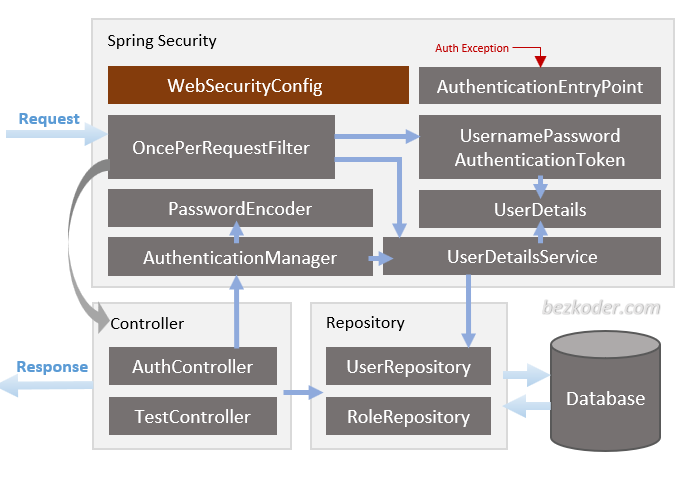 Spring Security
Auth Exception
WebSecurityConfig
AuthenticationEntryPoint
Request
OncePerRequestFilter
UsernamePassword
AuthenticationToken
PasswordEncoder
UserDetails
AuthenticationManager
UserDetailsService
bezkoder.com
Controller
Repository
Response
AuthController
UserRepository
Database
TestController
RoleRepository